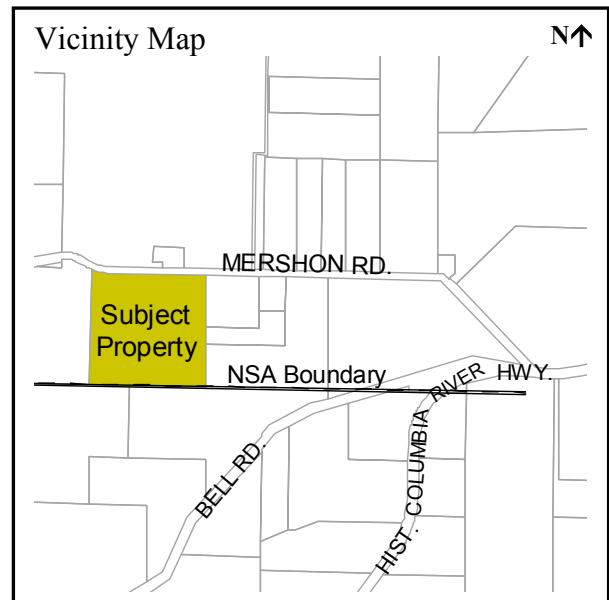 Vicinity Map N↑
MERSHON RD.
Subject
Property
NSA Boundary
HIST. COLUMBIA RIVER HWY.
BELL RD.